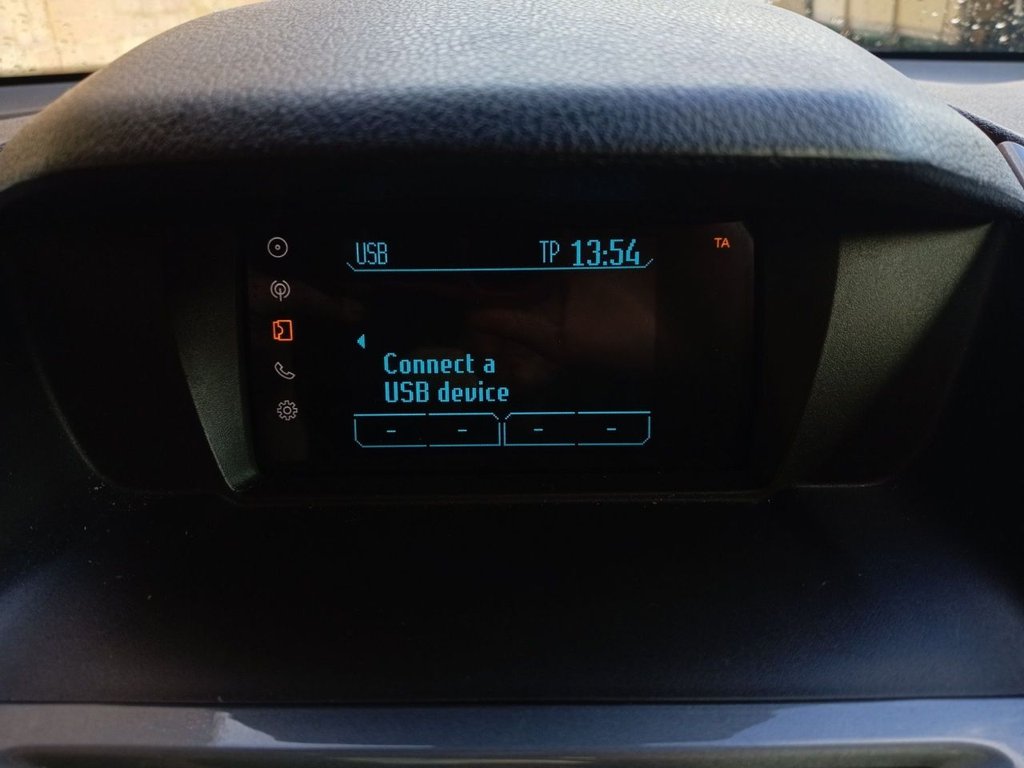 USB TP 13:54 TA
Connect a
USB device
- - - -